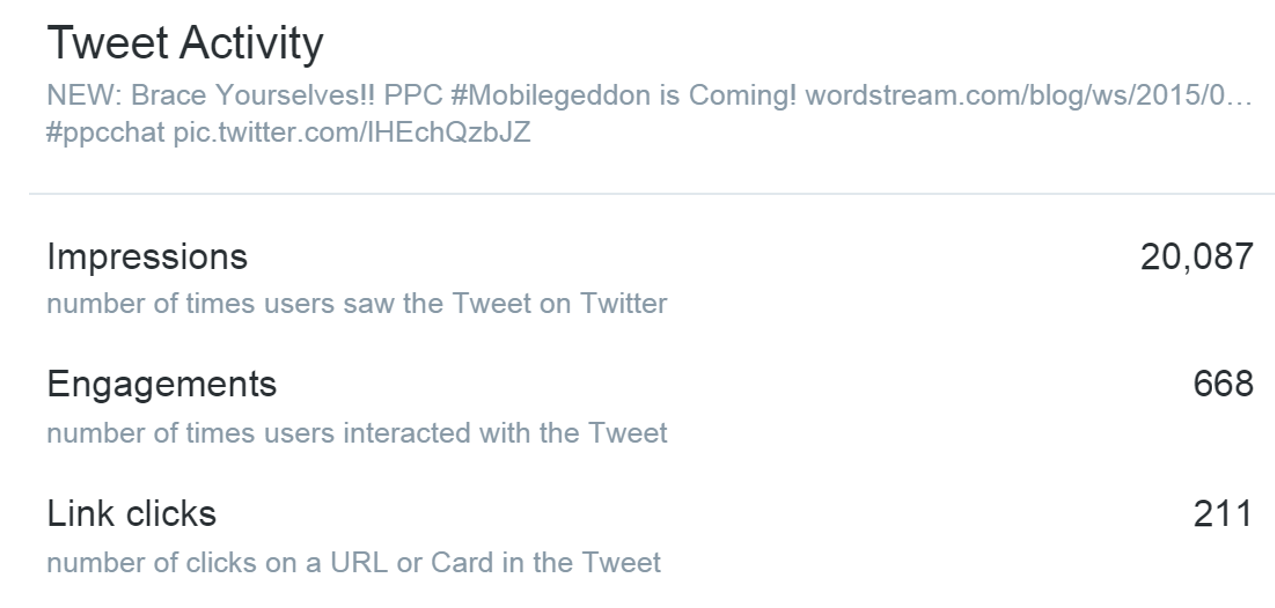 Tweet Activity
NEW: Brace Yourselves!! PPC #Mobilegeddon is Coming! wordstream.com/blog/ws/2015/0…
#ppcchat pic.twitter.com/lHEchQzbJZ
Impressions 20,087
number of times users saw the Tweet on Twitter
Engagements 668
number of times users interacted with the Tweet
Link clicks 211
number of clicks on a URL or Card in the Tweet